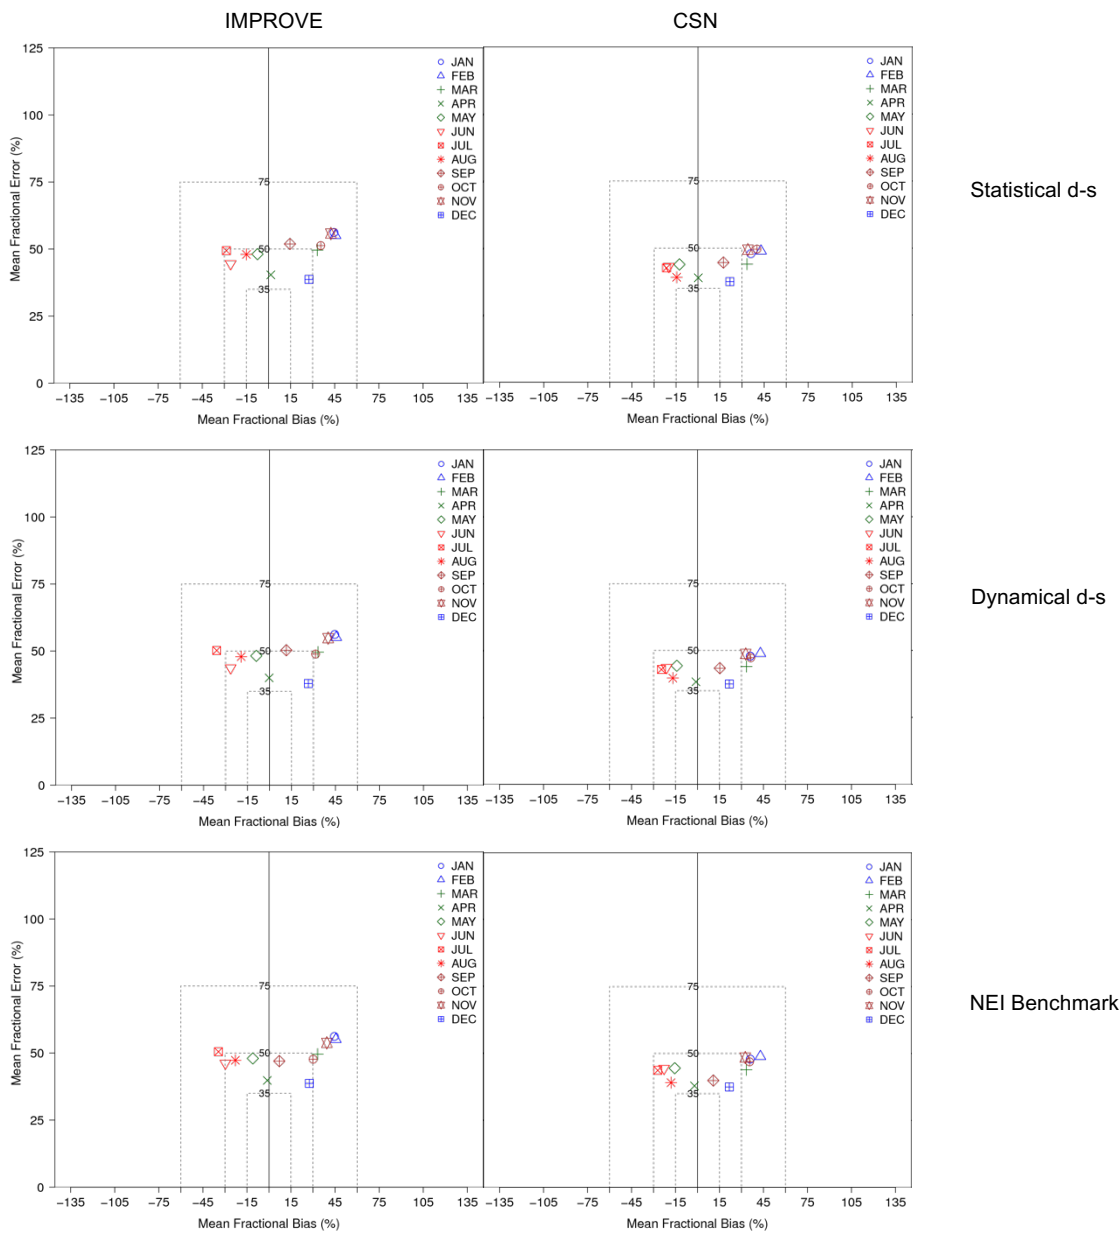 IMPROVE
CSN
125
100
75
50
25
0
Mean Fractional Error (%)
75
50
35
JAN
FEB
MAR
APR
MAY
JUN
JUL
AUG
SEP
OCT
NOV
DEC
−135 −105 −75 −45 −15 15 45 75 105 135
Mean Fractional Bias (%)
75
50
35
JAN
FEB
MAR
APR
MAY
JUN
JUL
AUG
SEP
OCT
NOV
DEC
−135 −105 −75 −45 −15 15 45 75 105 135
Mean Fractional Bias (%)
Statistical d-s
125
100
75
50
25
0
Mean Fractional Error (%)
75
50
35
JAN
FEB
MAR
APR
MAY
JUN
JUL
AUG
SEP
OCT
NOV
DEC
−135 −105 −75 −45 −15 15 45 75 105 135
Mean Fractional Bias (%)
75
50
35
JAN
FEB
MAR
APR
MAY
JUN
JUL
AUG
SEP
OCT
NOV
DEC
−135 −105 −75 −45 −15 15 45 75 105 135
Mean Fractional Bias (%)
Dynamical d-s
125
100
75
50
25
0
Mean Fractional Error (%)
75
50
35
JAN
FEB
MAR
APR
MAY
JUN
JUL
AUG
SEP
OCT
NOV
DEC
−135 −105 −75 −45 −15 15 45 75 105 135
Mean Fractional Bias (%)
75
50
35
JAN
FEB
MAR
APR
MAY
JUN
JUL
AUG
SEP
OCT
NOV
DEC
−135 −105 −75 −45 −15 15 45 75 105 135
Mean Fractional Bias (%)
NEI Benchmark